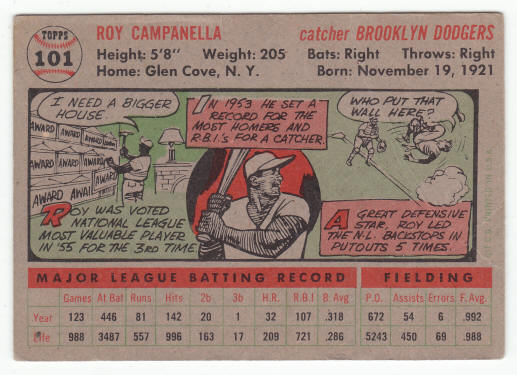 TOPPS
101
ROY CAMPANELLA catcher BROOKLYN DODGERS
Height: 5'8" Weight: 205 Bats: Right Throws: Right
Home: Glen Cove, N. Y. Born: November 19, 1921
I NEED A BIGGER
HOUSE.
AWARD
AWARD
AWARD
AWARD
AWARD
AWARD
AWARD AWARD
ROY WAS VOTED
NATIONAL LEAGUE
MOST VALUABLE PLAYER
IN '55 FOR THE 3RD TIME
IN 1953 HE SET A
RECORD FOR THE
MOST HOMERS AND
R.B.I.'S FOR A CATCHER.
WHO PUT THAT
WALL HERE?
A GREAT DEFENSIVE
STAR, ROY LED
THE N.L. BACKSTOPS IN
PUTOUTS 5 TIMES.
MAJOR LEAGUE BATTING RECORD FIELDING
Games At Bat Runs Hits 2b 3b H.R. R.B.I B. Avg. P.O. Assists Errors F. Avg.
Year 123 446 81 142 20 1 32 107 .318 672 54 6 .992
Life 988 3487 557 996 163 17 209 721 .286 5243 450 69 .988